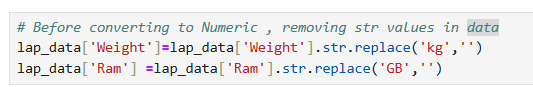 # Before converting to Numeric , removing str values in data
lap_data['Weight']=lap_data['Weight'].str.replace('kg','')
lap_data['Ram'] =lap_data['Ram'].str.replace('GB','')